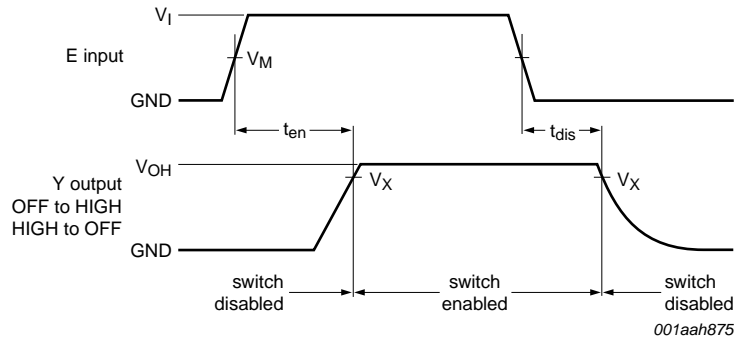 V_I
E input
V_M
GND
t_en
t_dis
V_OH
V_X
V_X
Y output
OFF to HIGH
HIGH to OFF
GND
switch
disabled
switch
enabled
switch
disabled
001aah875